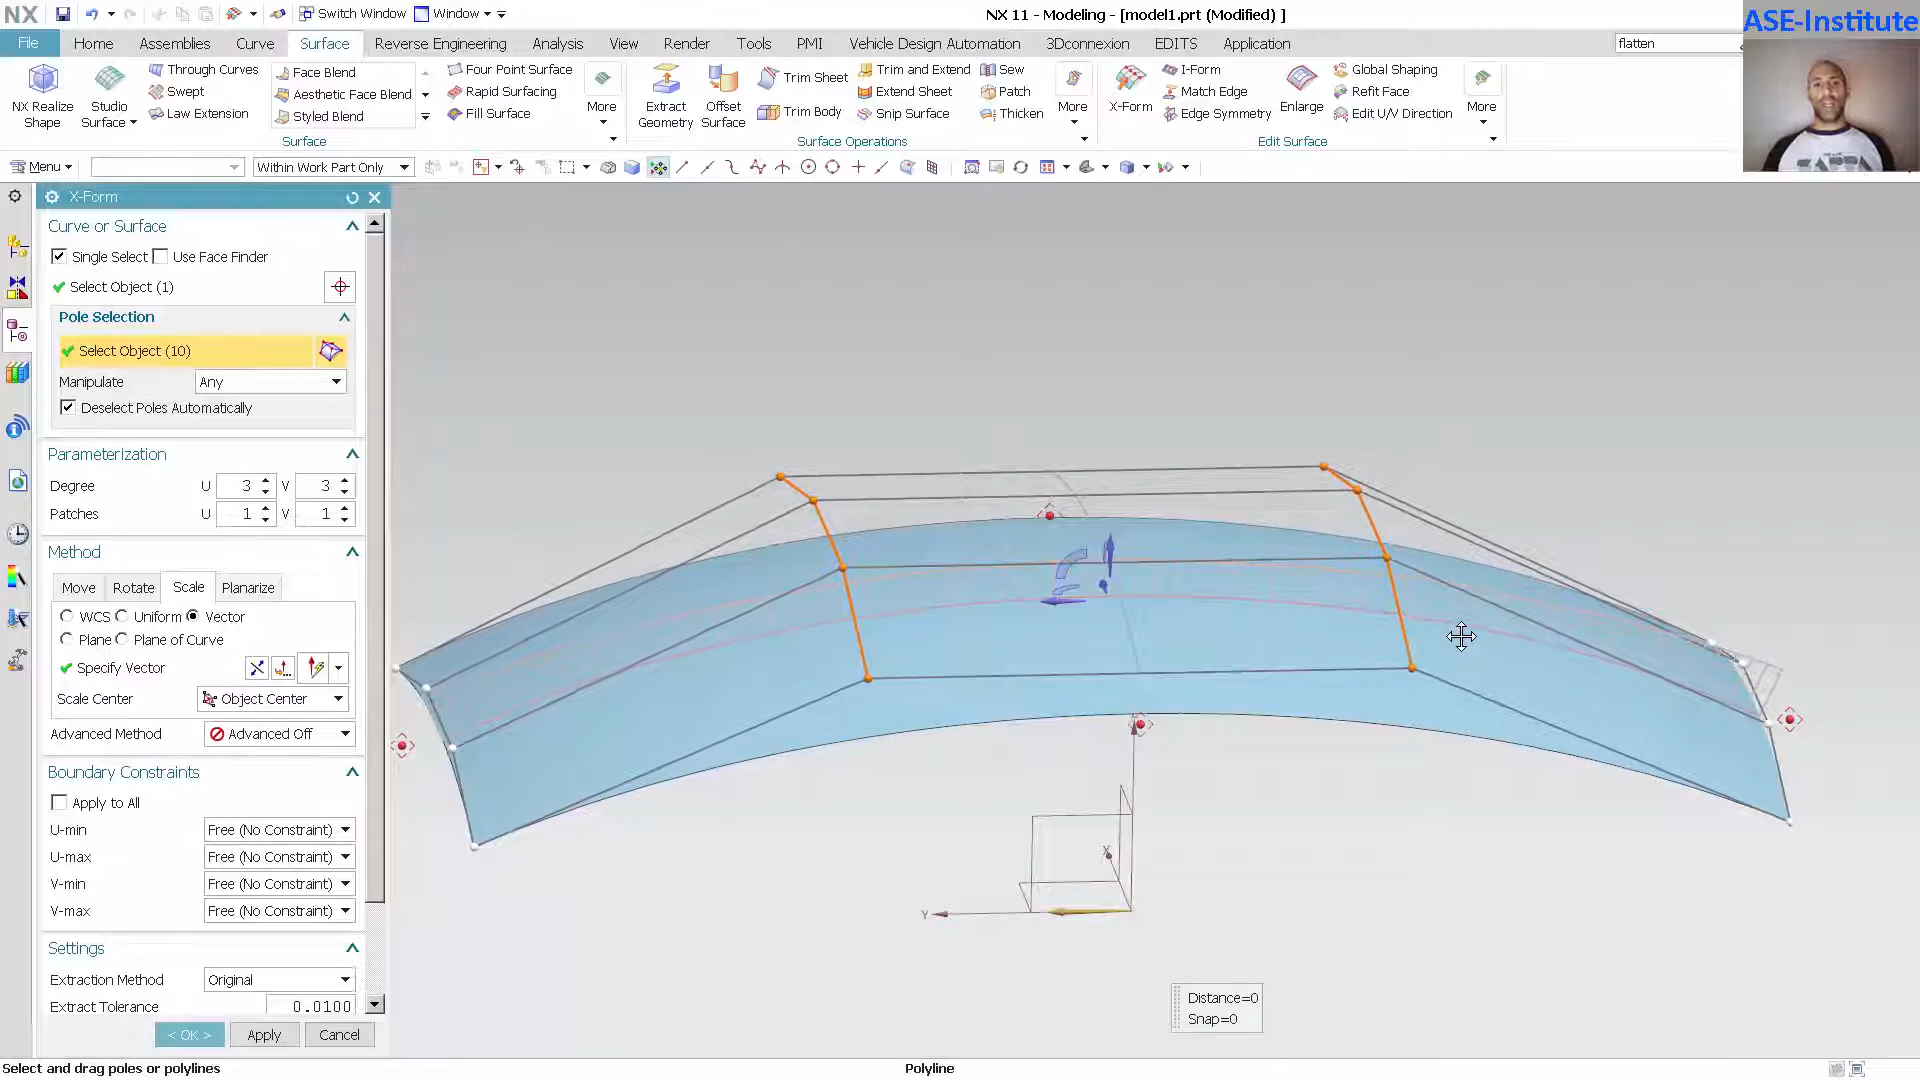 NX Switch Window Window NX 11 - Modeling - [model1.prt (Modified) ]
ASE-Institute
File Home Assemblies Curve Surface Reverse Engineering Analysis View Render Tools PMI Vehicle Design Automation 3Dconnexion EDITS Application flatten
NX Realize Shape
Studio Surface
Through Curves
Swept
Law Extension
Face Blend
Aesthetic Face Blend
Styled Blend
Four Point Surface
Rapid Surfacing
Fill Surface
More
Surface
Extract Geometry
Offset Surface
Trim Sheet
Trim Body
Trim and Extend
Extend Sheet
Snip Surface
Sew
Patch
Thicken
More
Surface Operations
X-Form
I-Form
Match Edge
Edge Symmetry
Enlarge
Global Shaping
Refit Face
Edit U/V Direction
More
Edit Surface
Menu Within Work Part Only
X-Form
Curve or Surface
Single Select Use Face Finder
Select Object (1)
Pole Selection
Select Object (10)
Manipulate Any
Deselect Poles Automatically
Parameterization
Degree U 3 V 3
Patches U 1 V 1
Method
Move Rotate Scale Planarize
WCS Uniform Vector
Plane Plane of Curve
Specify Vector
Scale Center Object Center
Advanced Method Advanced Off
Boundary Constraints
Apply to All
U-min Free (No Constraint)
U-max Free (No Constraint)
V-min Free (No Constraint)
V-max Free (No Constraint)
Settings
Extraction Method Original
Extract Tolerance 0.0100
< OK > Apply Cancel
X
Y
Distance=0
Snap=0
Select and drag poles or polylines Polyline